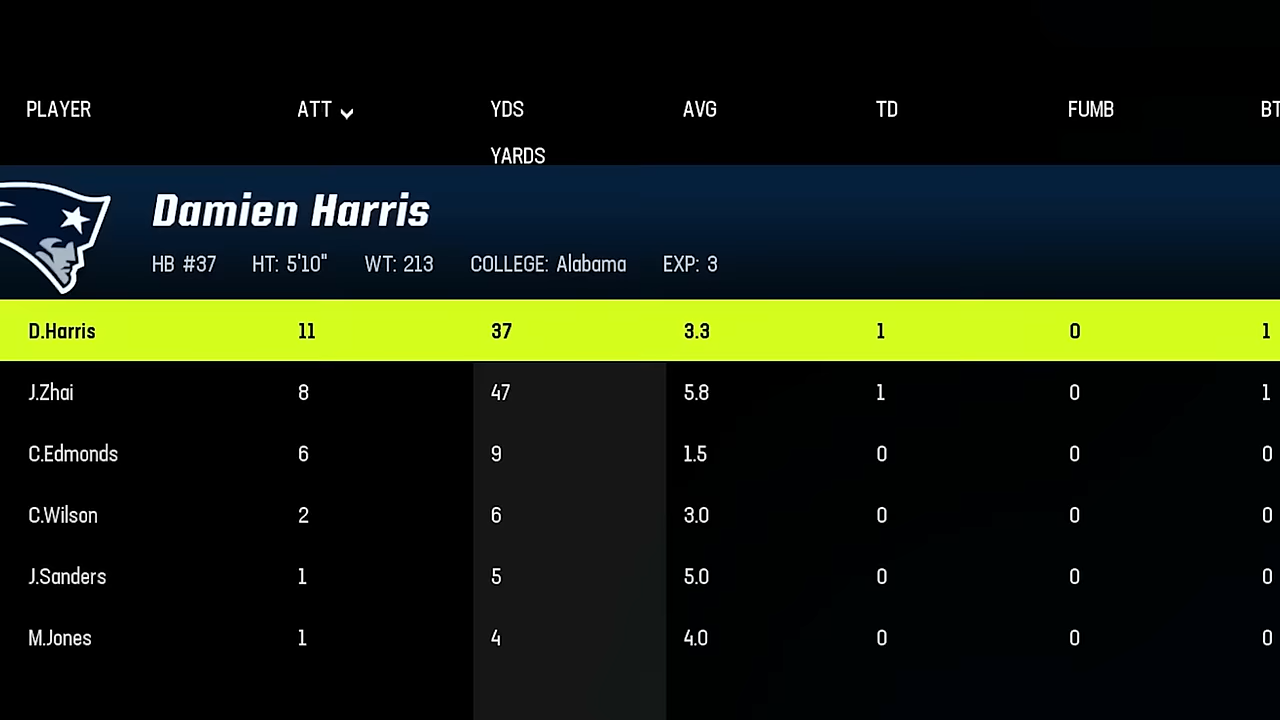 PLAYER ATT YDS AVG TD FUMB BT
YARDS
Damien Harris
HB #37 HT: 5'10" WT: 213 COLLEGE: Alabama EXP: 3
D.Harris 11 37 3.3 1 0 1
J.Zhai 8 47 5.8 1 0 1
C.Edmonds 6 9 1.5 0 0 0
C.Wilson 2 6 3.0 0 0 0
J.Sanders 1 5 5.0 0 0 0
M.Jones 1 4 4.0 0 0 0